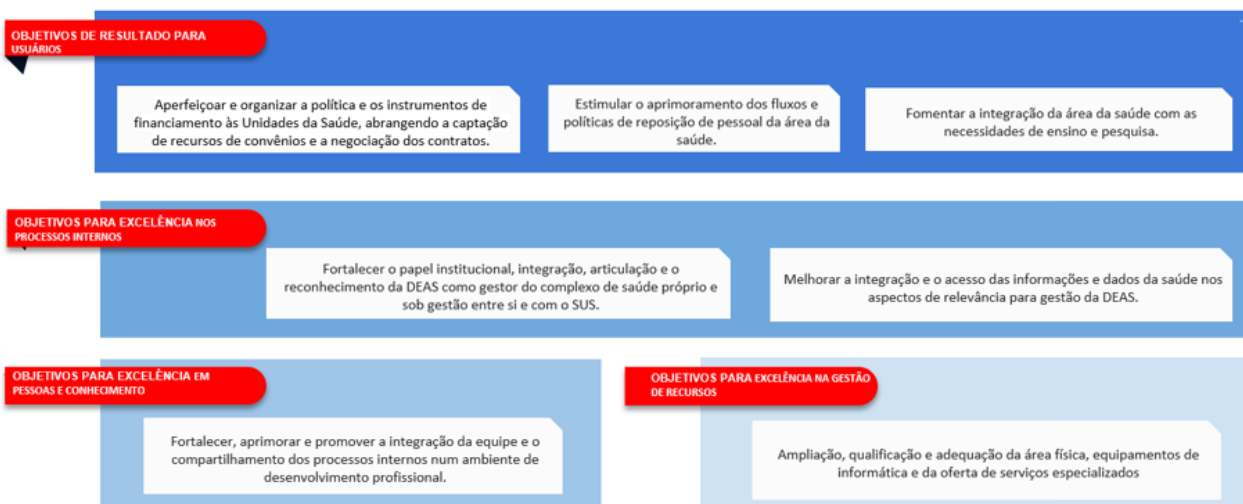 OBJETIVOS DE RESULTADO PARA
USUÁRIOS
Aperfeiçoar e organizar a política e os instrumentos de
financiamento às Unidades da Saúde, abrangendo a captação
de recursos de convênios e a negociação dos contratos.
Estimular o aprimoramento dos fluxos e
políticas de reposição de pessoal da área da
saúde.
Fomentar a integração da área da saúde com as
necessidades de ensino e pesquisa.
OBJETIVOS PARA EXCELÊNCIA NOS
PROCESSOS INTERNOS
Fortalecer o papel institucional, integração, articulação e o
reconhecimento da DEAS como gestor do complexo de saúde próprio e
sob gestão entre si e com o SUS.
Melhorar a integração e o acesso das informações e dados da saúde nos
aspectos de relevância para gestão da DEAS.
OBJETIVOS PARA EXCELÊNCIA EM
PESSOAS E CONHECIMENTO
Fortalecer, aprimorar e promover a integração da equipe e o
compartilhamento dos processos internos num ambiente de
desenvolvimento profissional.
OBJETIVOS PARA EXCELÊNCIA NA GESTÃO
DE RECURSOS
Ampliação, qualificação e adequação da área física, equipamentos de
informática e da oferta de serviços especializados